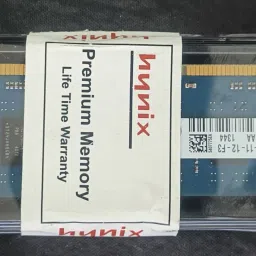 hynix
Premium Memory
Life Time Warranty
hynix
-11-12-F3
AA 1344